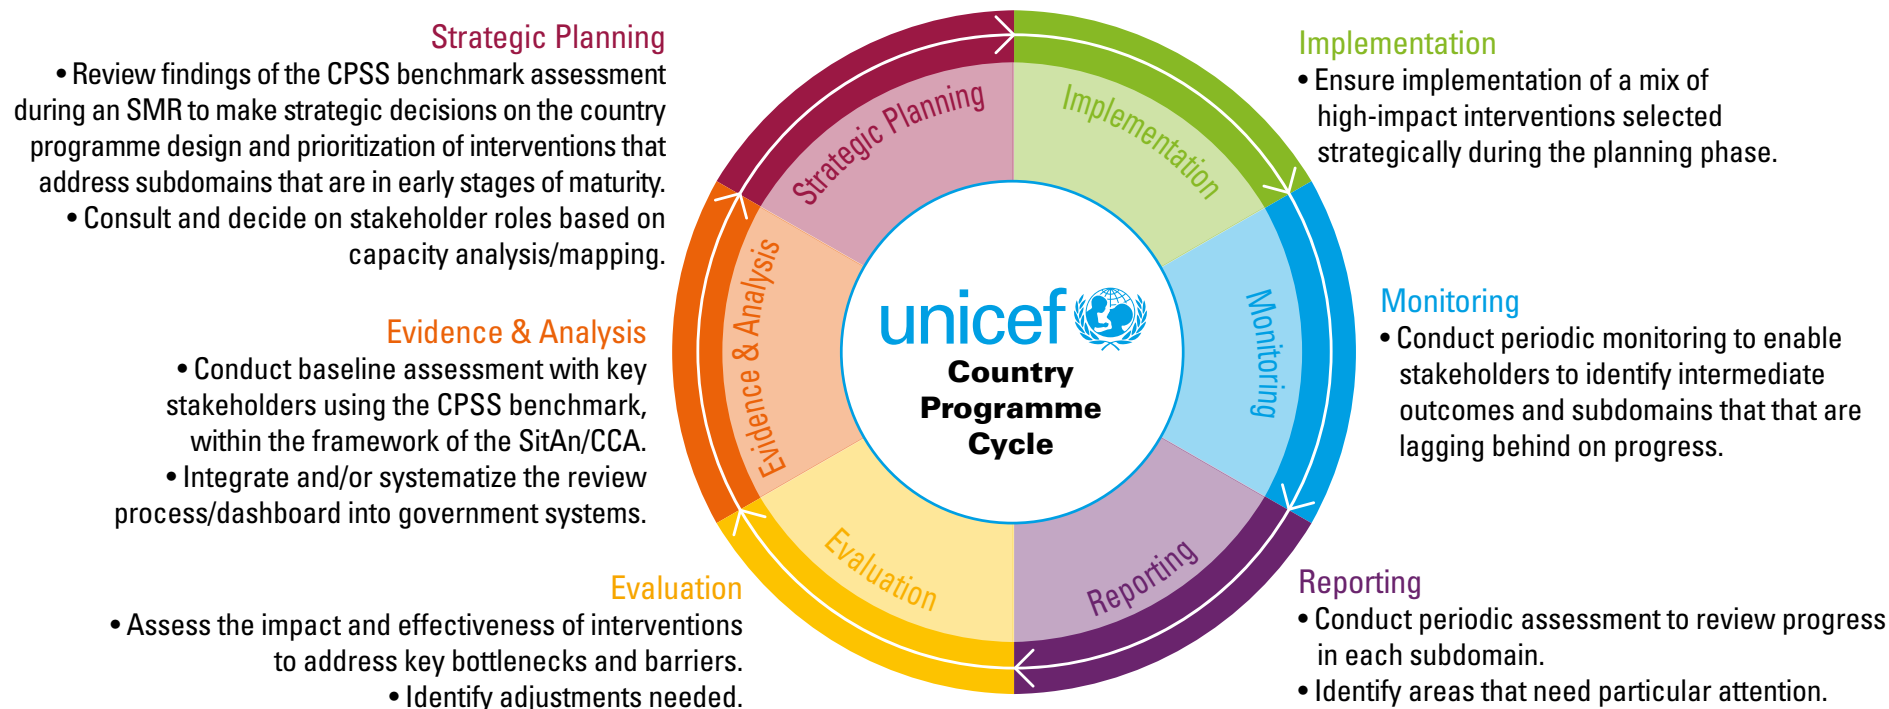 Strategic Planning
• Review findings of the CPSS benchmark assessment
during an SMR to make strategic decisions on the country
programme design and prioritization of interventions that
address subdomains that are in early stages of maturity.
• Consult and decide on stakeholder roles based on
capacity analysis/mapping.
Evidence & Analysis
• Conduct baseline assessment with key
stakeholders using the CPSS benchmark,
within the framework of the SitAn/CCA.
• Integrate and/or systematize the review
process/dashboard into government systems.
Evaluation
• Assess the impact and effectiveness of interventions
to address key bottlenecks and barriers.
• Identify adjustments needed.
Strategic Planning
Implementation
Monitoring
Reporting
Evaluation
Evidence & Analysis
unicef
Country
Programme
Cycle
Implementation
• Ensure implementation of a mix of
high-impact interventions selected
strategically during the planning phase.
Monitoring
• Conduct periodic monitoring to enable
stakeholders to identify intermediate
outcomes and subdomains that that are
lagging behind on progress.
Reporting
• Conduct periodic assessment to review progress
in each subdomain.
• Identify areas that need particular attention.